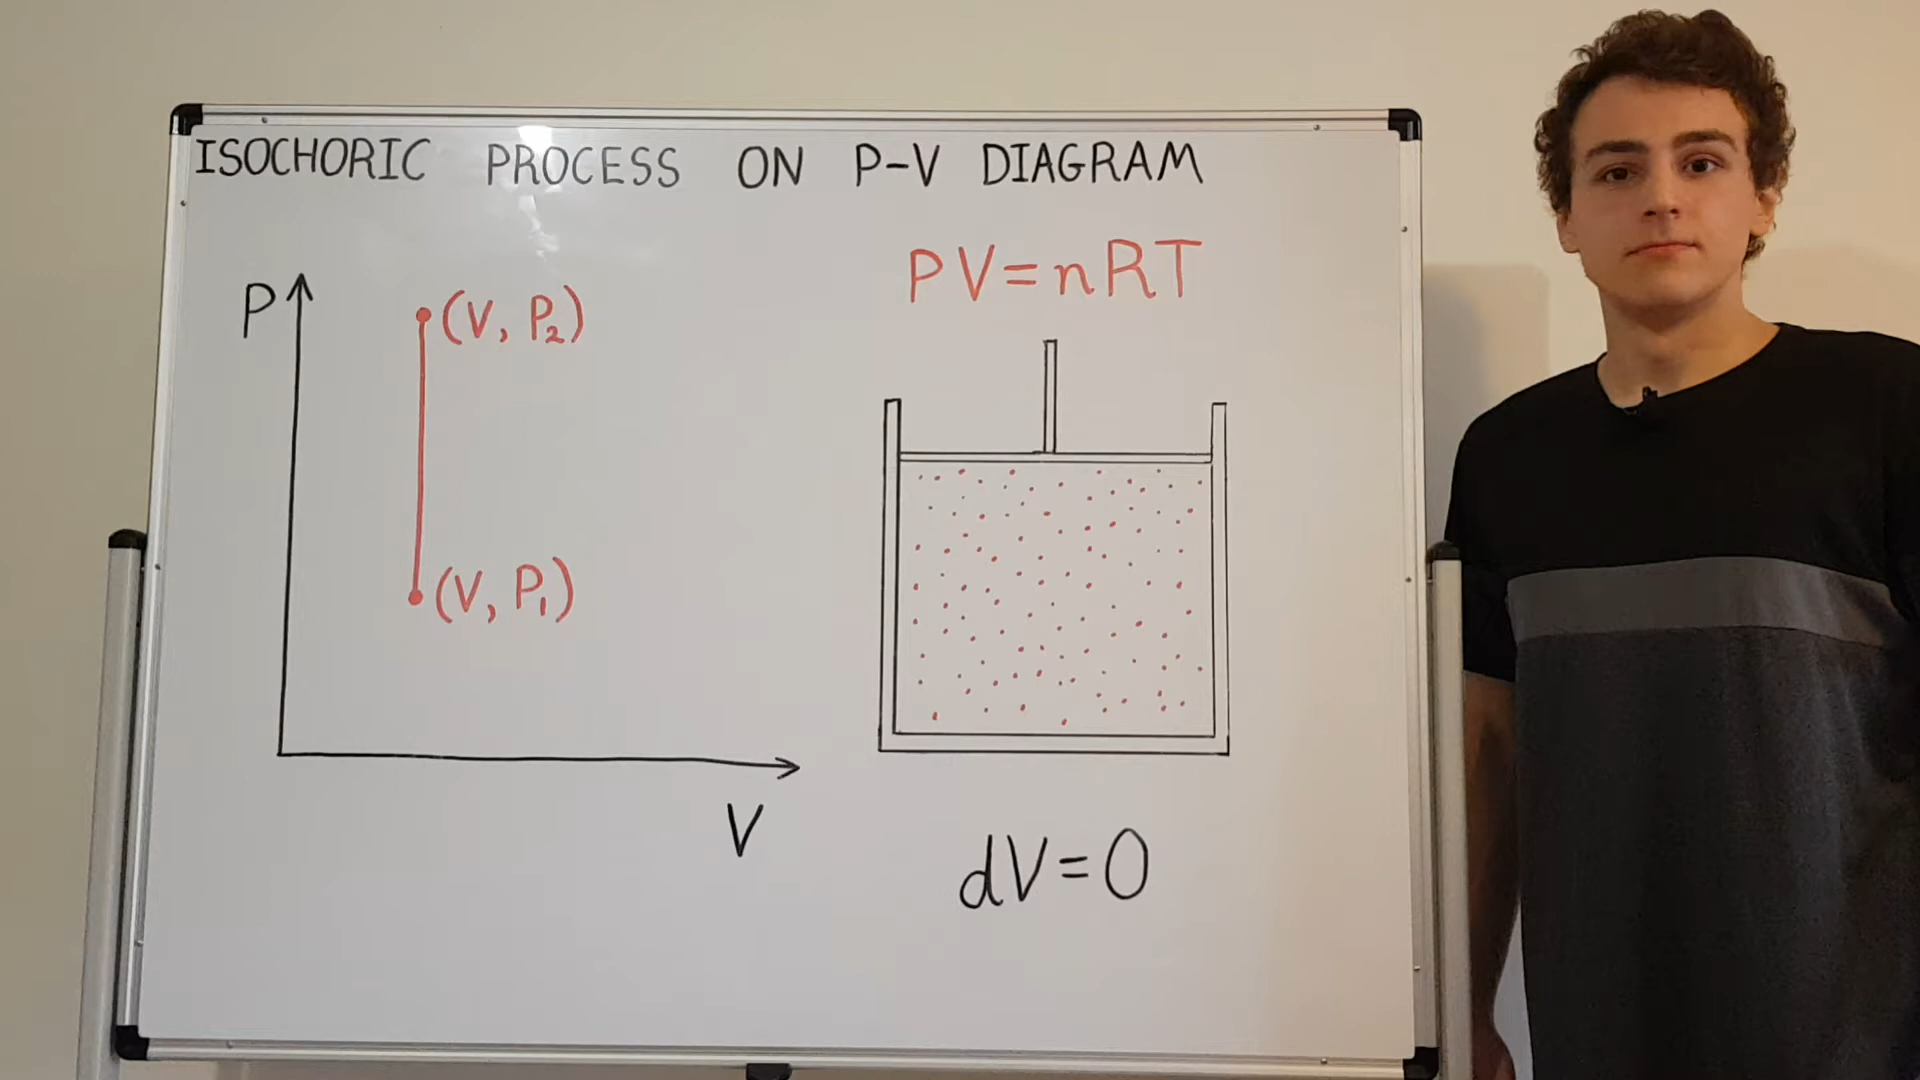 ISOCHORIC PROCESS ON P-V DIAGRAM
PV=nRT
P
(V, P₂)
(V, P₁)
V
dV=0